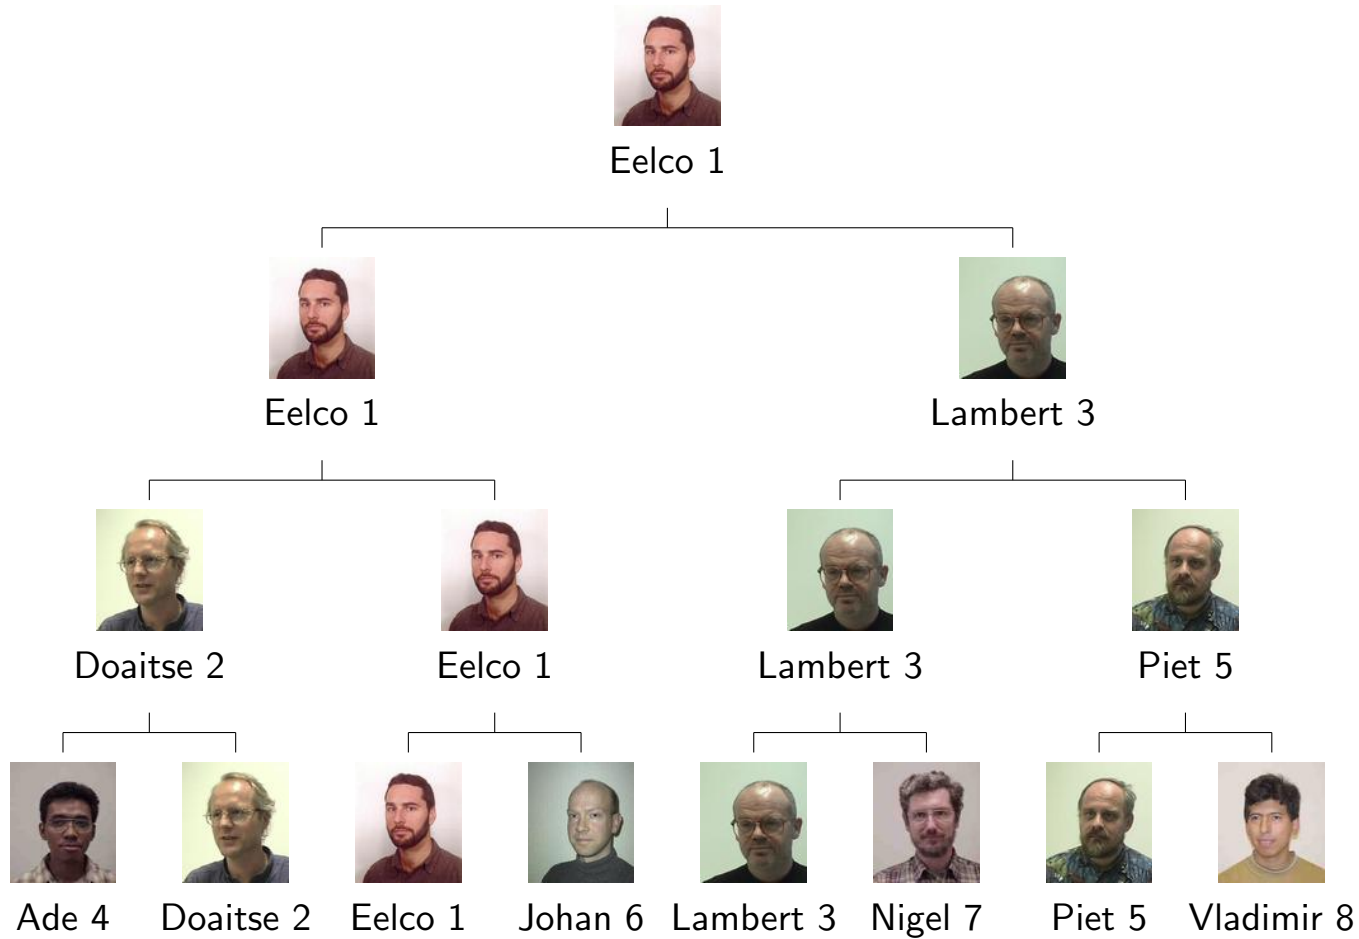 Eelco 1
Eelco 1 Lambert 3
Doaitse 2 Eelco 1 Lambert 3 Piet 5
Ade 4 Doaitse 2 Eelco 1 Johan 6 Lambert 3 Nigel 7 Piet 5 Vladimir 8